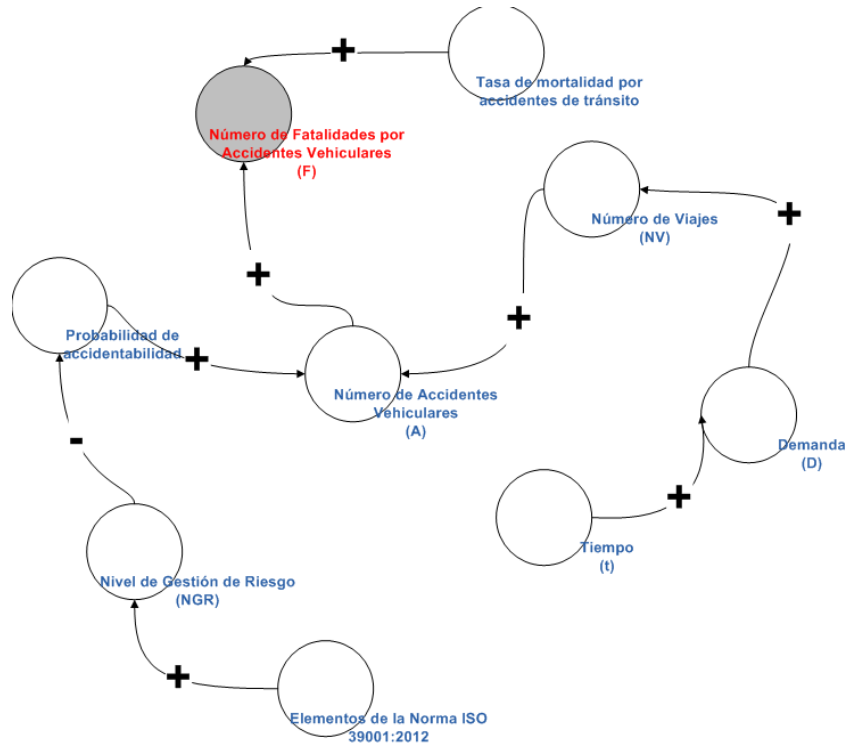 +
Tasa de mortalidad por
accidentes de tránsito
Número de Fatalidades por
Accidentes Vehiculares
(F)
Número de Viajes
(NV)
+
+
+
Probabilidad de
accidentabilidad
+
Número de Accidentes
Vehiculares
(A)
-
Demanda
(D)
+
Tiempo
(t)
Nivel de Gestión de Riesgo
(NGR)
+
Elementos de la Norma ISO
39001:2012